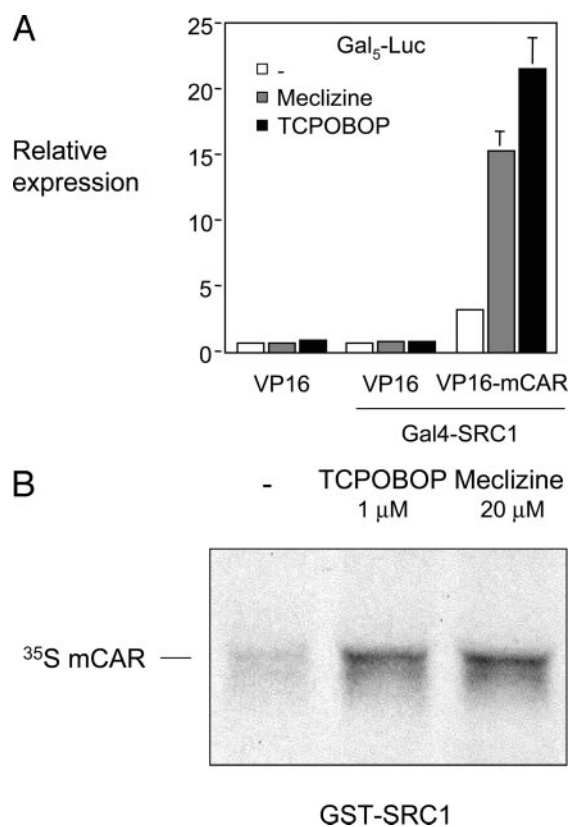 A
Gal₅-Luc
-
Meclizine
TCPOBOP
Relative
expression
25
20
15
10
5
0
VP16 VP16 VP16-mCAR
Gal4-SRC1
B
- TCPOBOP Meclizine
1 μM 20 μM
³⁵S mCAR
GST-SRC1